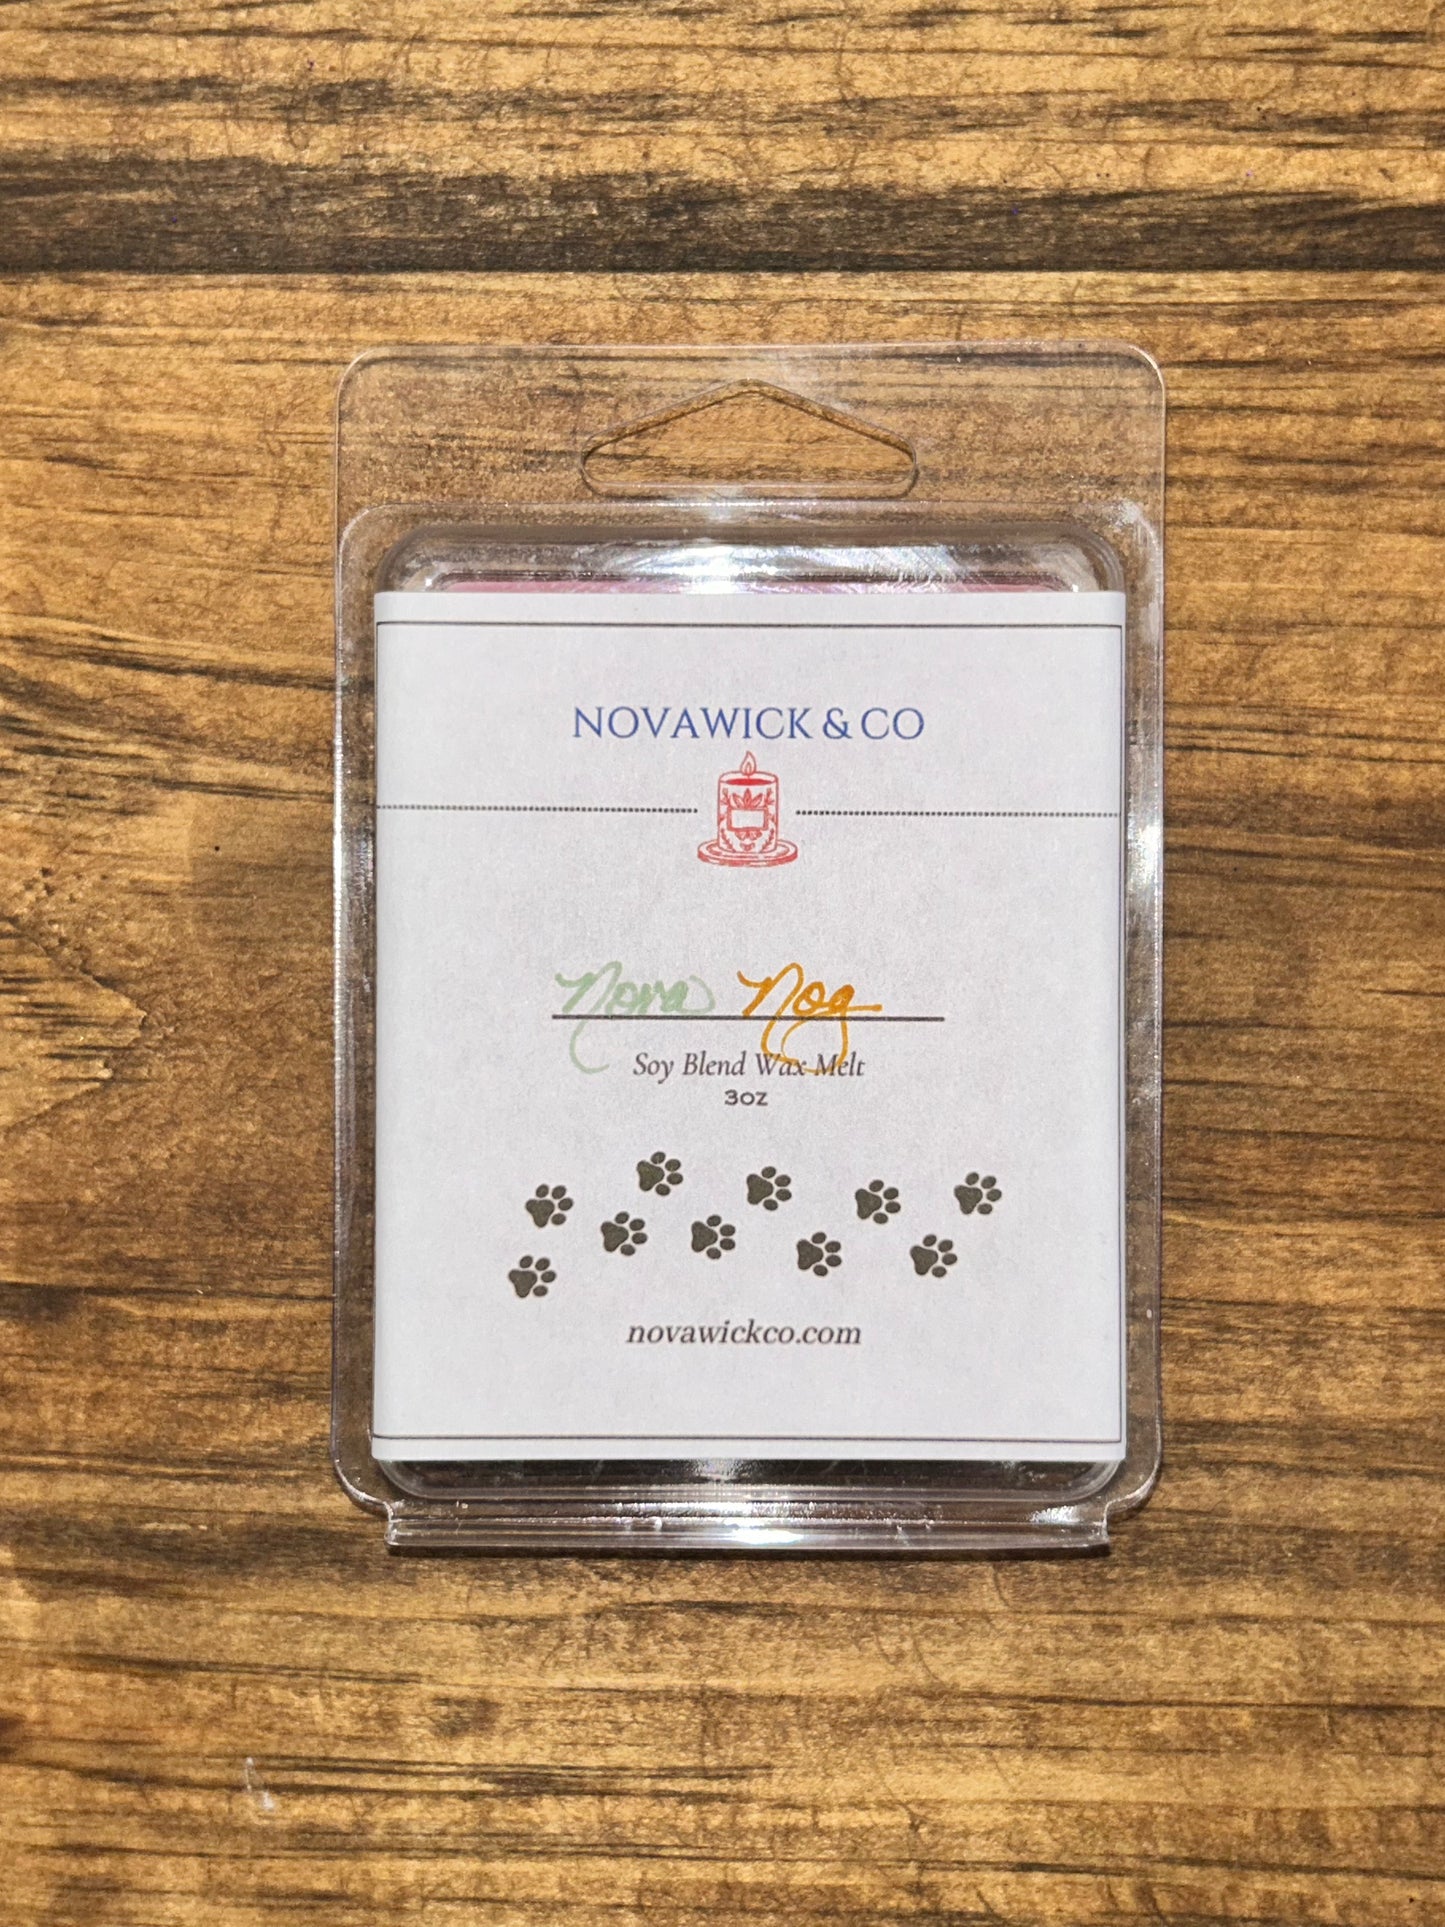 NOVAWICK & CO
Nova Nog
Soy Blend Wax Melt
3oz
novawickco.com